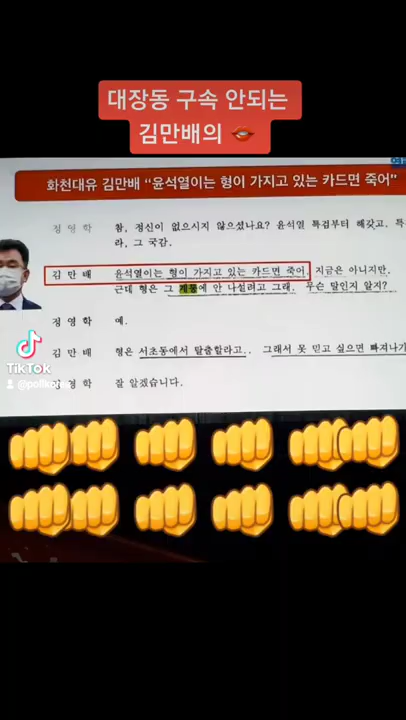 대장동 구속 안되는
김만배의
화천대유 김만배 “윤석열이는 형이 가지고 있는 카드면 죽어”
정 영 학 참, 정신이 없으시지 않으셨나요? 윤석열 특검부터 해갖고. 특
라, 그 국감.
김 만 배 윤석열이는 형이 가지고 있는 카드면 죽어. 지금은 아니지만.
근데 형은 그 계통에 안 나설려고 그래. 무슨 말인지 알지?
정 영 학 예.
김 만 배 형은 서초동에서 탈출할라고.. 그래서 못 믿고 싶으면 빠져나가
정 영 학 잘 알겠습니다.
TikTok